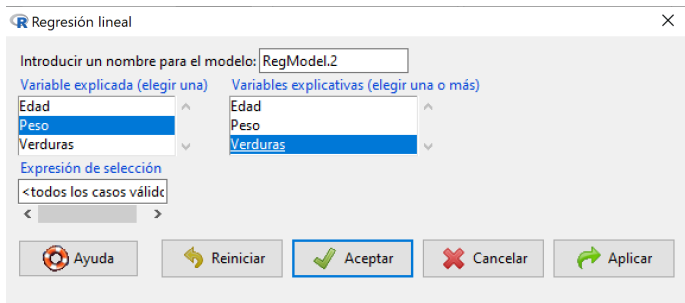 Regresión lineal
Introducir un nombre para el modelo: RegModel.2
Variable explicada (elegir una) Variables explicativas (elegir una o más)
Edad Edad
Peso Peso
Verduras Verduras
Expresión de selección
<todos los casos válidc
Ayuda Reiniciar Aceptar Cancelar Aplicar